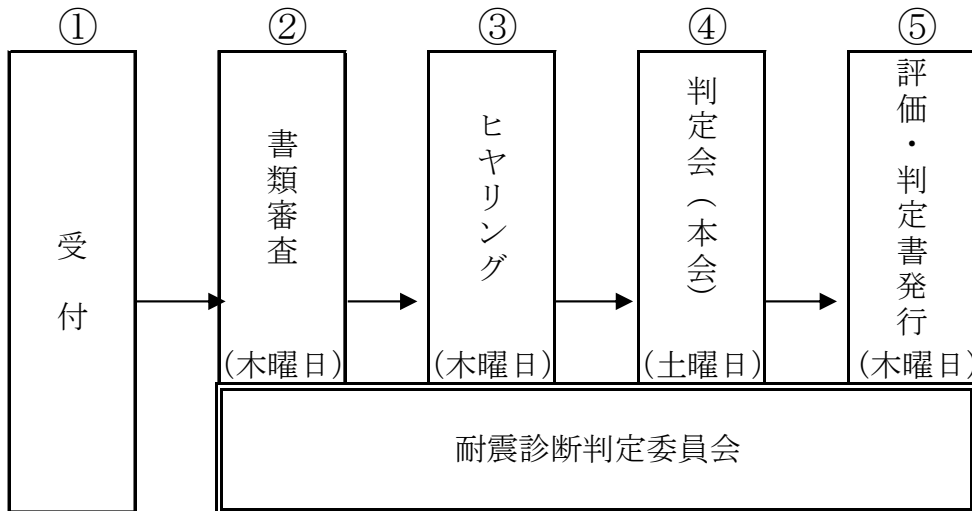 ①
受付
②
書類審査
(木曜日)
③
ヒヤリング
(木曜日)
④
判定会(本会)
(土曜日)
⑤
評価・判定書発行
(木曜日)
耐震診断判定委員会